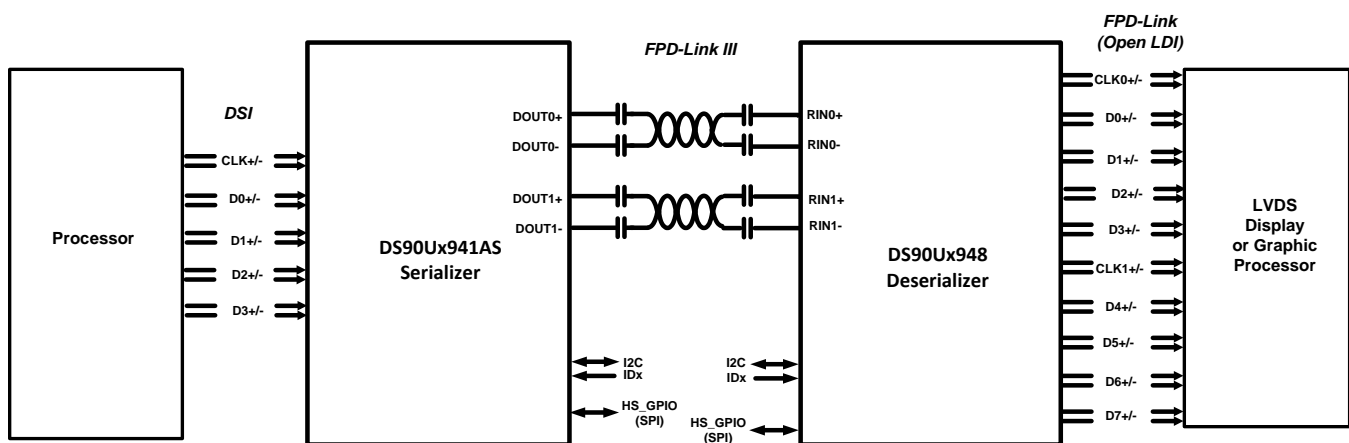 FPD-Link
(Open LDI)
FPD-Link III
DSI
Processor
CLK+/-
D0+/-
D1+/-
D2+/-
D3+/-
DS90Ux941AS
Serializer
DOUT0+
DOUT0-
DOUT1+
DOUT1-
I2C
IDx
HS_GPIO
(SPI)
RIN0+
RIN0-
RIN1+
RIN1-
I2C
IDx
HS_GPIO
(SPI)
DS90Ux948
Deserializer
CLK0+/-
D0+/-
D1+/-
D2+/-
D3+/-
CLK1+/-
D4+/-
D5+/-
D6+/-
D7+/-
LVDS
Display
or Graphic
Processor